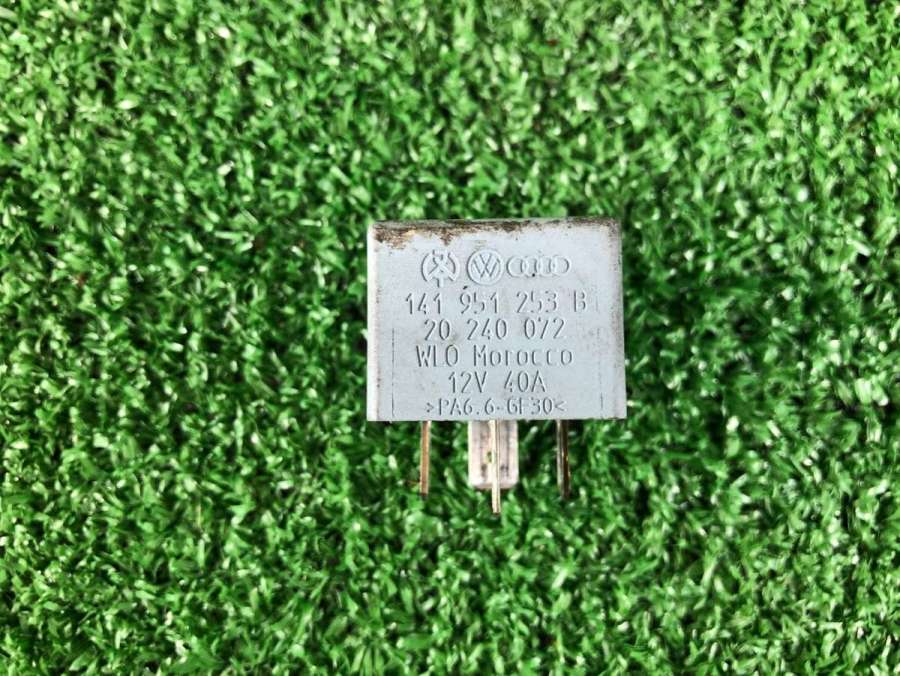 141 951 253 B
20 240 072
WLO Morocco
12V 40A
>PA6.6-GF30<